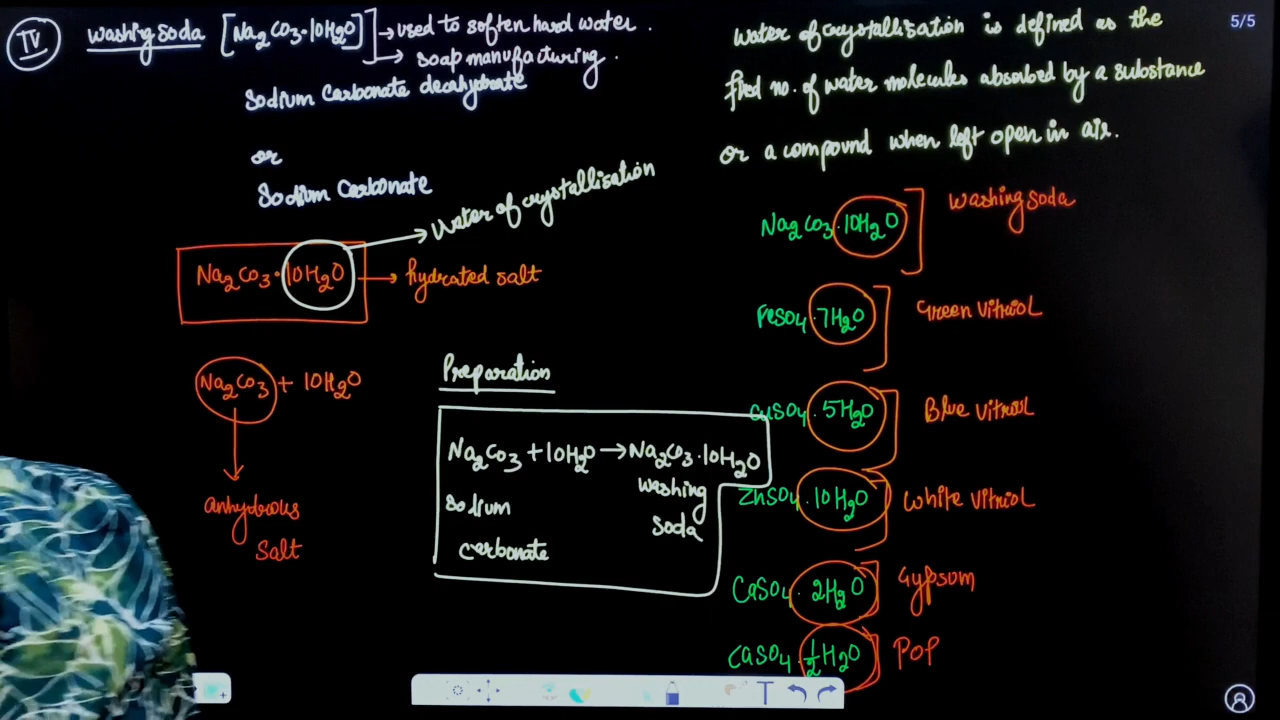 IV Washing Soda [Na2CO3.10H2O] → used to soften hard water.
→ soap manufacturing.
Sodium Carbonate decahydrate
or
Sodium Carbonate
Water of crystallisation
Na2CO3.10H2O → hydrated salt
Na2CO3 + 10H2O
anhydrous
salt
Preparation
Na2CO3 + 10H2O → Na2CO3.10H2O
Sodium
carbonate
Washing
Soda
5/5
Water of crystallisation is defined as the
fixed no. of water molecules absorbed by a substance
or a compound when left open in air.
Na2CO3.10H2O Washing Soda
FeSO4.7H2O Green Vitriol
CuSO4.5H2O Blue Vitriol
ZnSO4.10H2O White Vitriol
CaSO4.2H2O Gypsom
CaSO4.½H2O POP
T